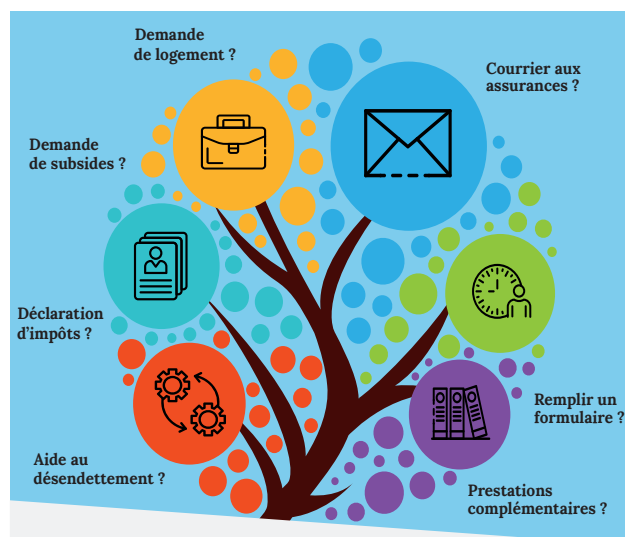 Demande
de logement ?
Courrier aux
assurances ?
Demande
de subsides ?
Déclaration
d'impôts ?
Remplir un
formulaire ?
Aide au
désendettement ?
Prestations
complémentaires ?